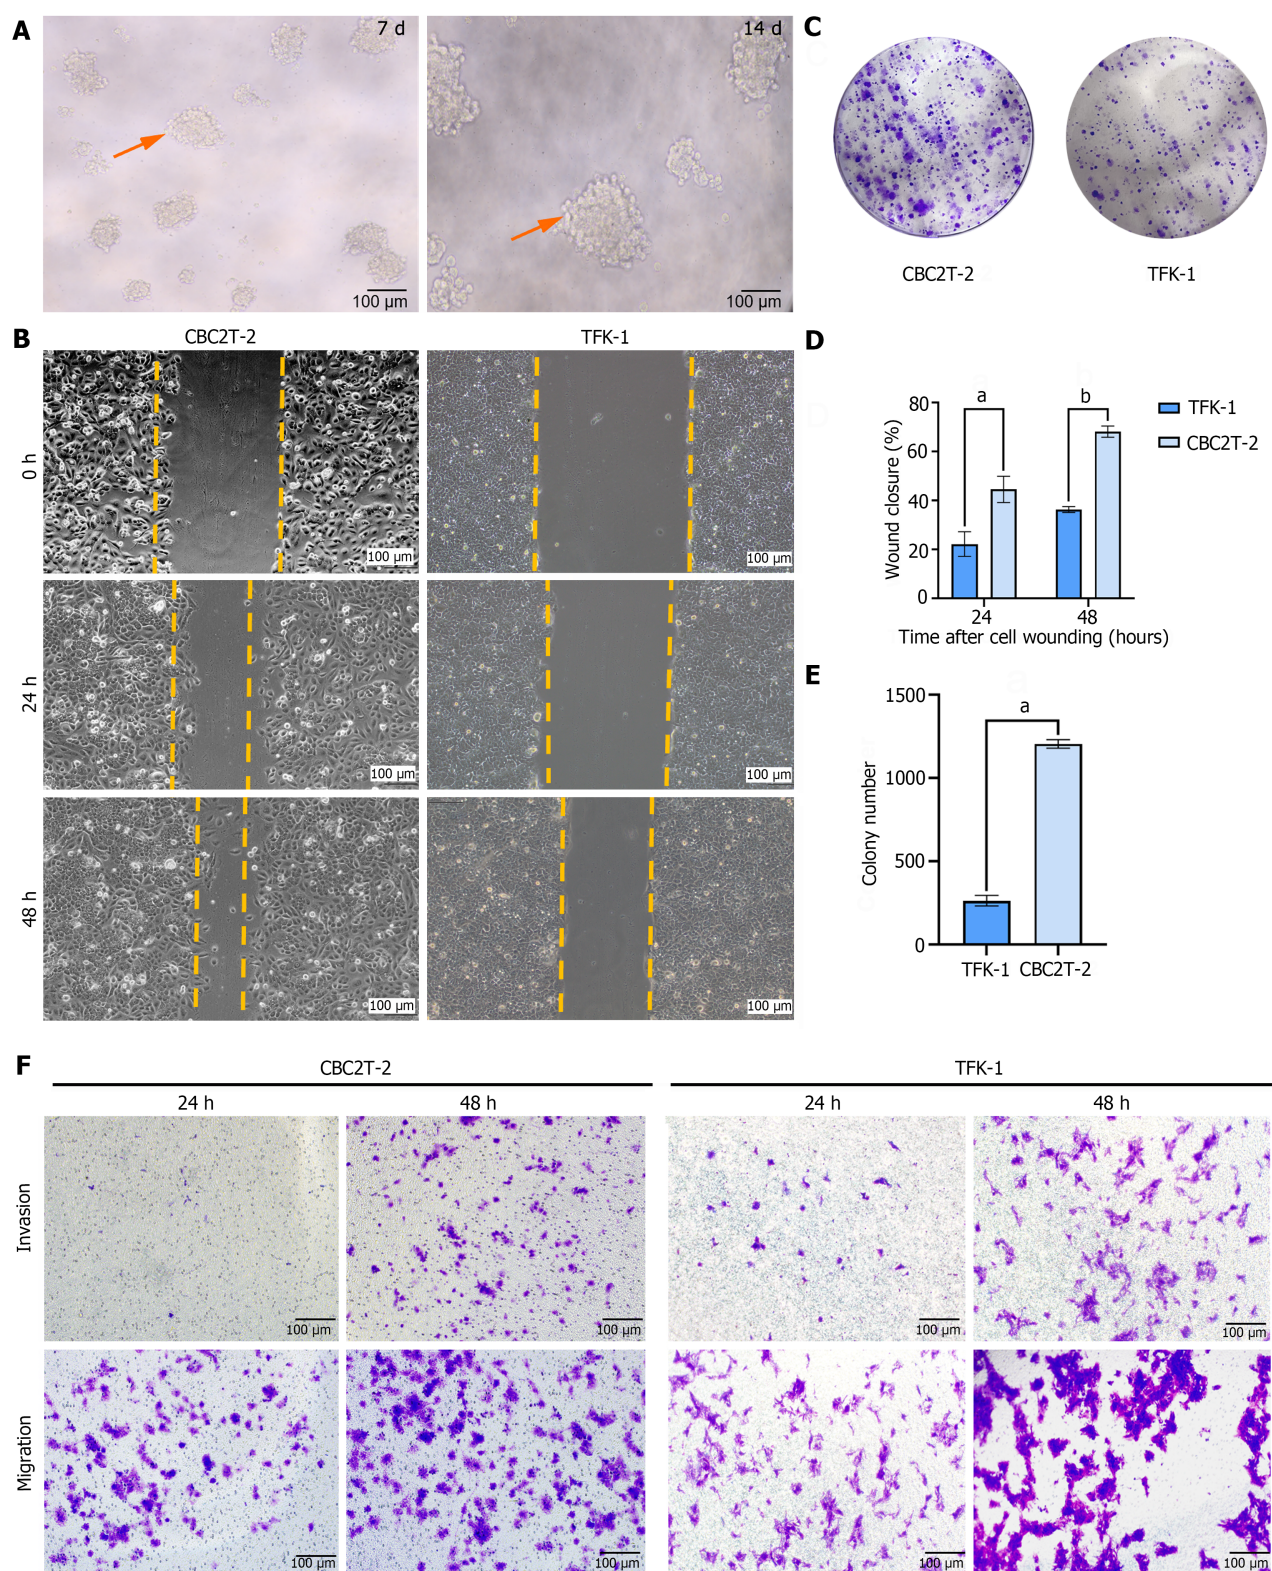 A
7 d
14 d
100 µm
100 µm
B
CBC2T-2
TFK-1
0 h
100 µm
100 µm
24 h
100 µm
100 µm
48 h
100 µm
100 µm
C
CBC2T-2
TFK-1
D
a
b
TFK-1
CBC2T-2
Wound closure (%)
80
60
40
20
0
24
48
Time after cell wounding (hours)
E
a
Colony number
1500
1000
500
0
TFK-1
CBC2T-2
F
CBC2T-2
TFK-1
24 h
48 h
24 h
48 h
Invasion
100 µm
100 µm
100 µm
100 µm
Migration
100 µm
100 µm
100 µm
100 µm